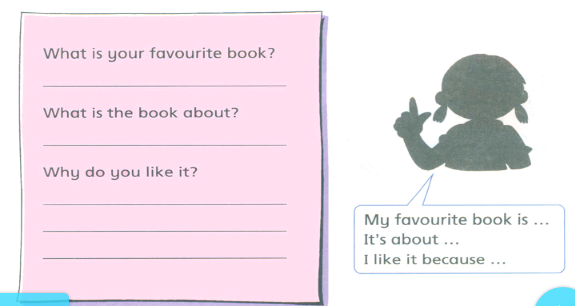 What is your favourite book?
What is the book about?
Why do you like it?
My favourite book is ...
It's about ...
I like it because ...